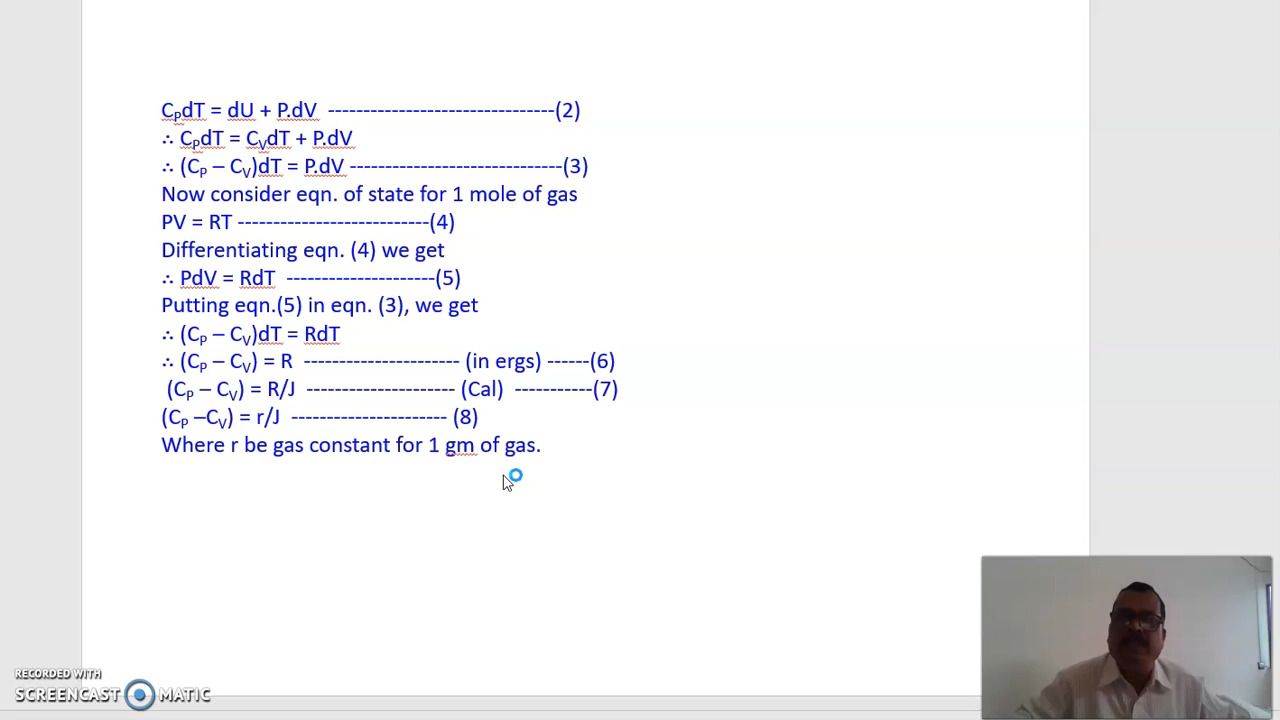 CPdT = dU + P.dV --------------------------------(2)
∴ CPdT = CVdT + P.dV
∴ (CP – CV)dT = P.dV ------------------------------(3)
Now consider eqn. of state for 1 mole of gas
PV = RT ---------------------------(4)
Differentiating eqn. (4) we get
∴ PdV = RdT ---------------------(5)
Putting eqn.(5) in eqn. (3), we get
∴ (CP – CV)dT = RdT
∴ (CP – CV) = R ---------------------- (in ergs) ------(6)
(CP – CV) = R/J --------------------- (Cal) -----------(7)
(CP –CV) = r/J ---------------------- (8)
Where r be gas constant for 1 gm of gas.
RECORDED WITH
SCREENCAST MATIC